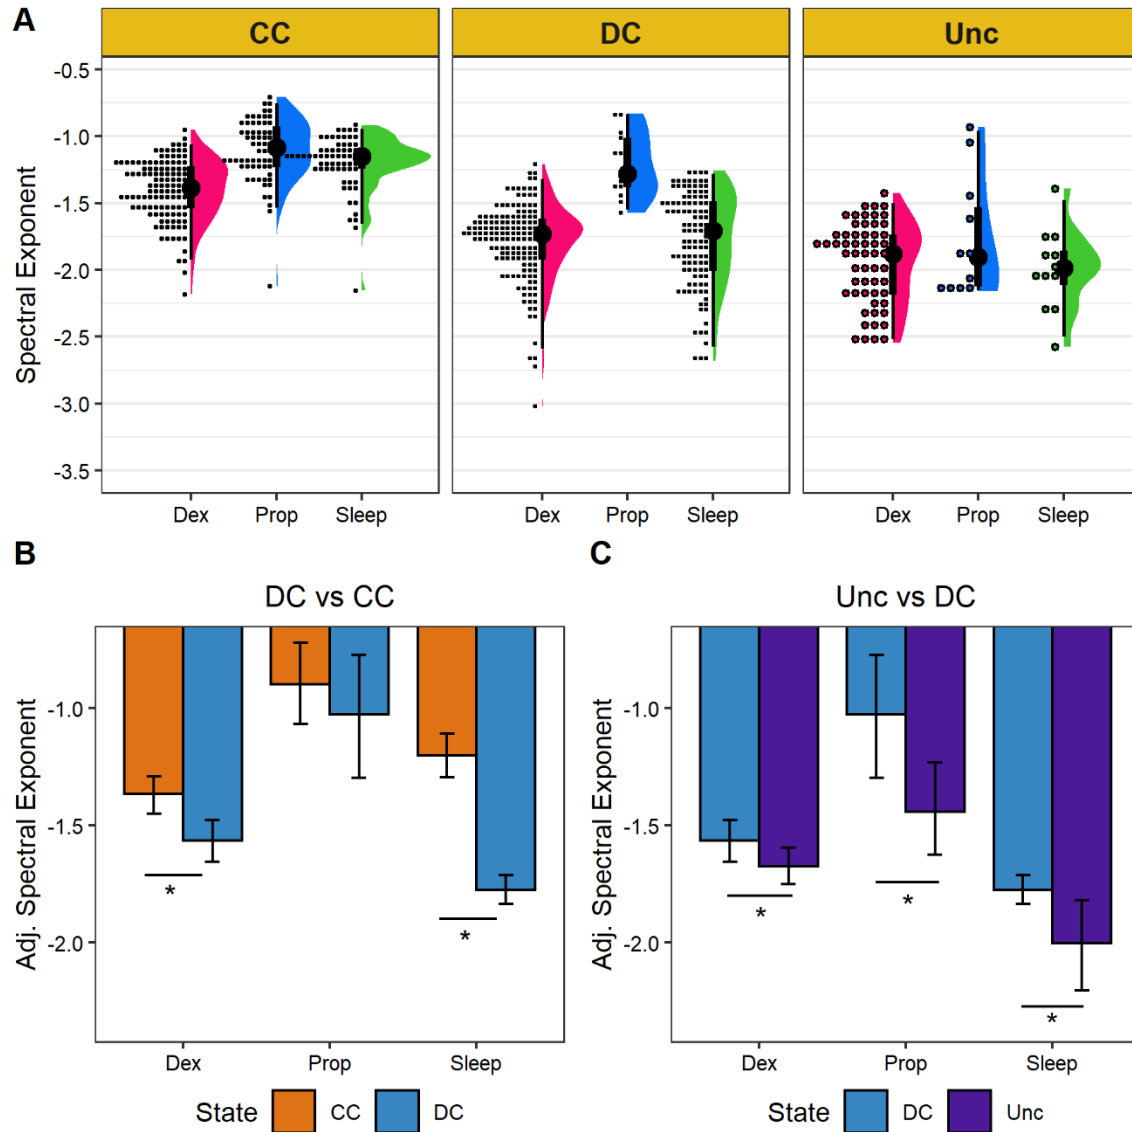 A
CC DC Unc
Spectral Exponent
-0.5
-1.0
-1.5
-2.0
-2.5
-3.0
-3.5
Dex Prop Sleep Dex Prop Sleep Dex Prop Sleep
B
DC vs CC
Adj. Spectral Exponent
-1.0
-1.5
-2.0
*
*
Dex Prop Sleep
State CC DC
C
Unc vs DC
Adj. Spectral Exponent
-1.0
-1.5
-2.0
*
*
*
Dex Prop Sleep
State DC Unc